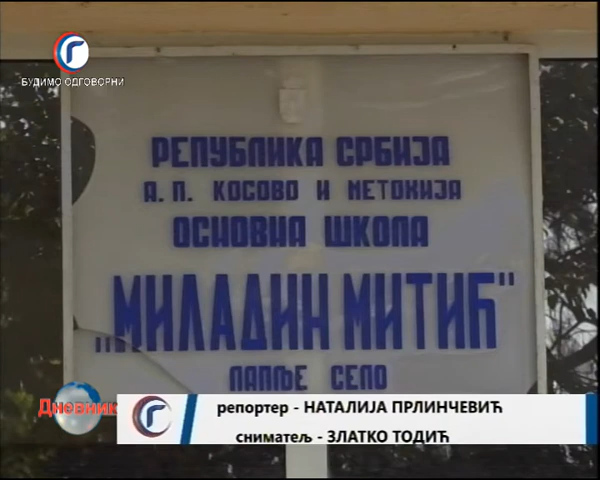 БУДИМО ОДГОВОРНИ
РЕПУБЛИКА СРБИЈА
А.П. КОСОВО И МЕТОХИЈА
ОСНОВНА ШКОЛА
„МИЛАДИН МИТИЋ"
ЛАПЉЕ СЕЛО
Дневник
репортер - НАТАЛИЈА ПРЛИНЧЕВИЋ
сниматељ - ЗЛАТКО ТОДИЋ